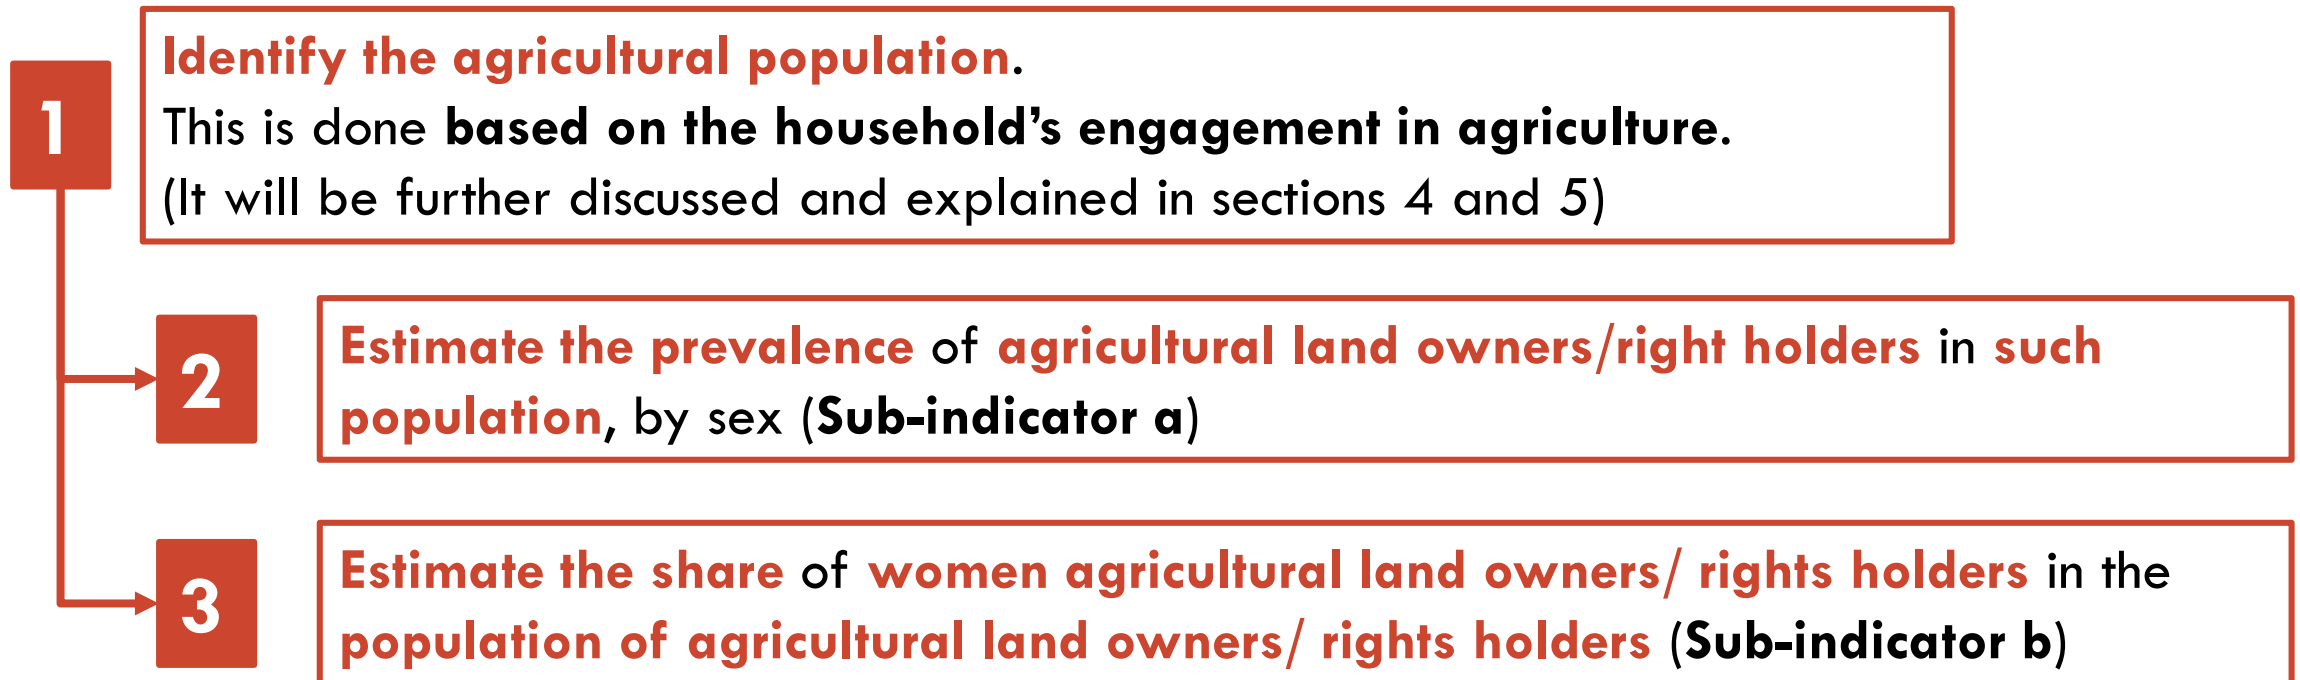 1
Identify the agricultural population.
This is done based on the household’s engagement in agriculture.
(It will be further discussed and explained in sections 4 and 5)
2
Estimate the prevalence of agricultural land owners/right holders in such
population, by sex (Sub-indicator a)
3
Estimate the share of women agricultural land owners/ rights holders in the
population of agricultural land owners/ rights holders (Sub-indicator b)